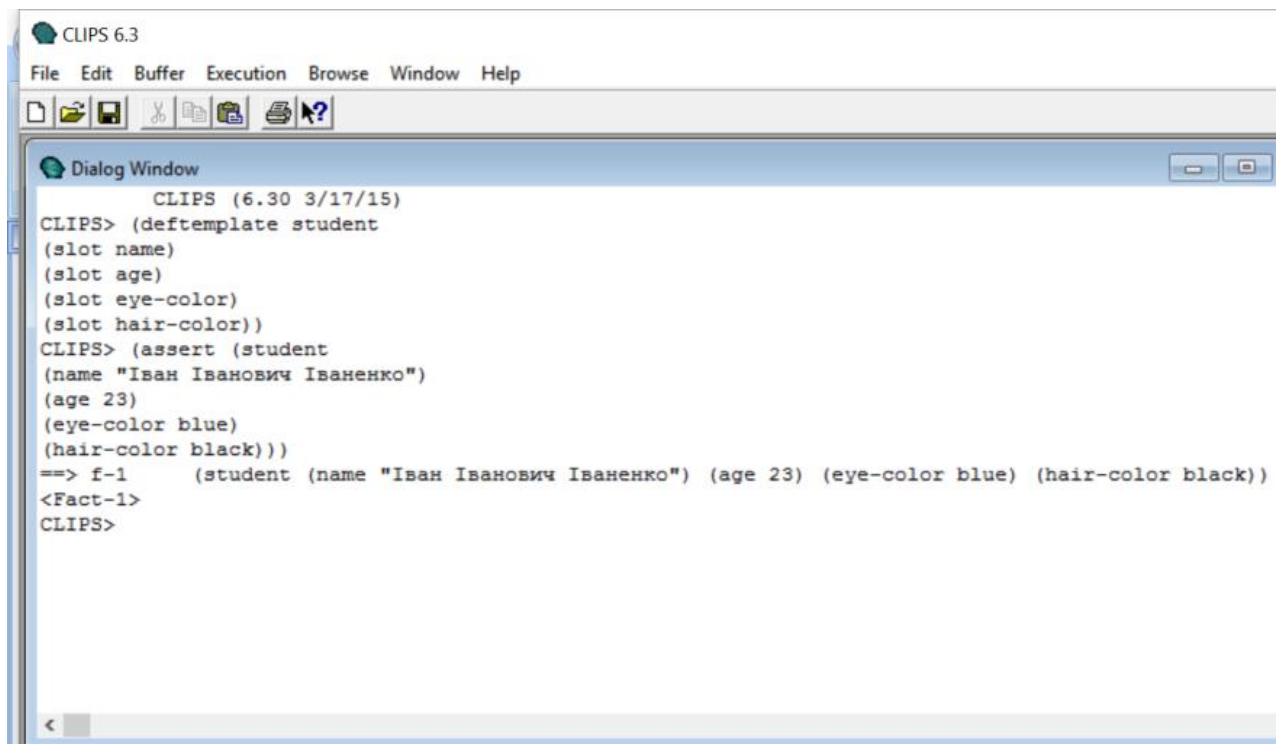 CLIPS 6.3
File Edit Buffer Execution Browse Window Help
Dialog Window
CLIPS (6.30 3/17/15)
CLIPS> (deftemplate student
(slot name)
(slot age)
(slot eye-color)
(slot hair-color))
CLIPS> (assert (student
(name "Іван Іванович Іваненко")
(age 23)
(eye-color blue)
(hair-color black)))
==> f-1 (student (name "Іван Іванович Іваненко") (age 23) (eye-color blue) (hair-color black))
<Fact-1>
CLIPS>